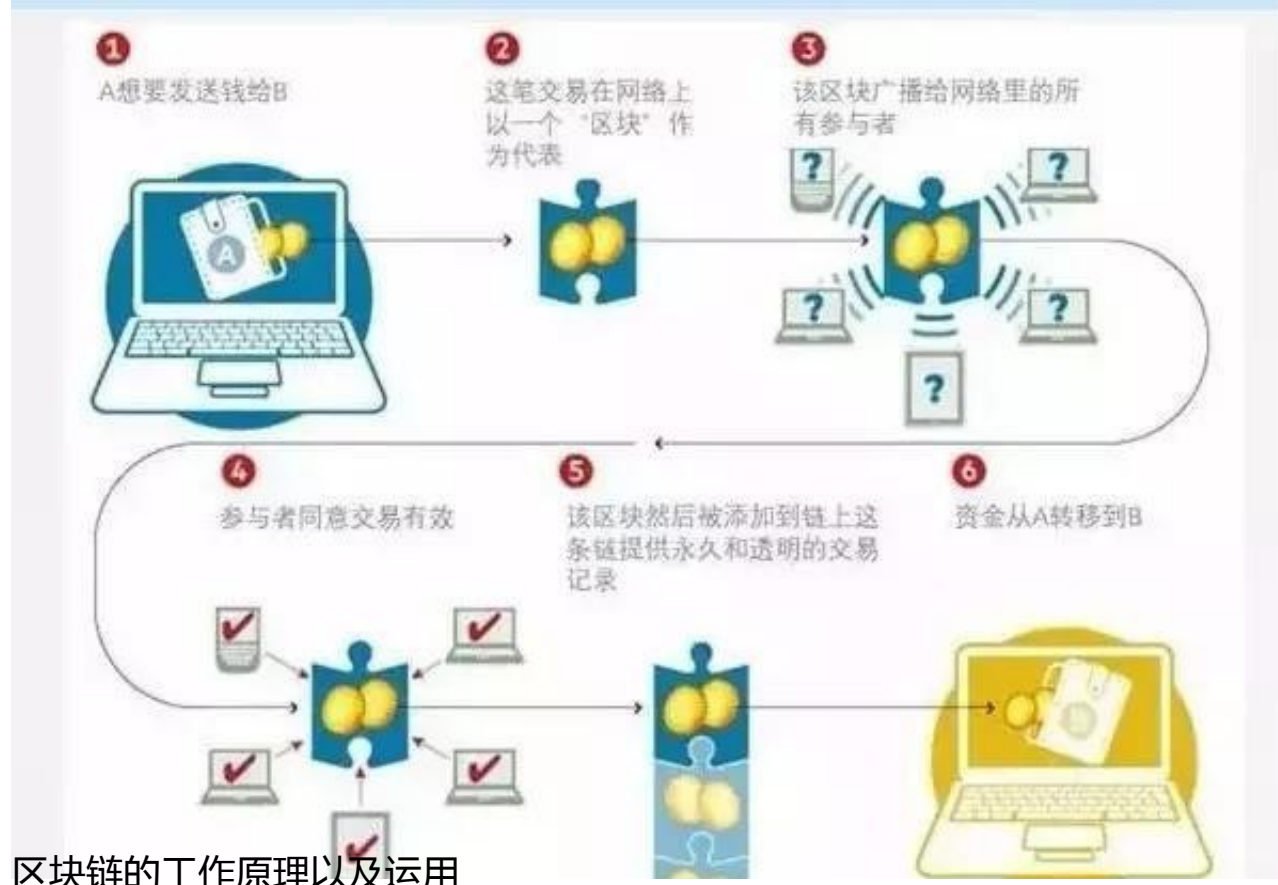 1
A想要发送钱给B
2
这笔交易在网络上
以一个“区块”作
为代表
3
该区块广播给网络里的所
有参与者
A
?
?
?
?
?
4
参与者同意交易有效
5
该区块然后被添加到链上这
条链提供永久和透明的交易
记录
6
资金从A转移到B
B
区块链的工作原理以及运用